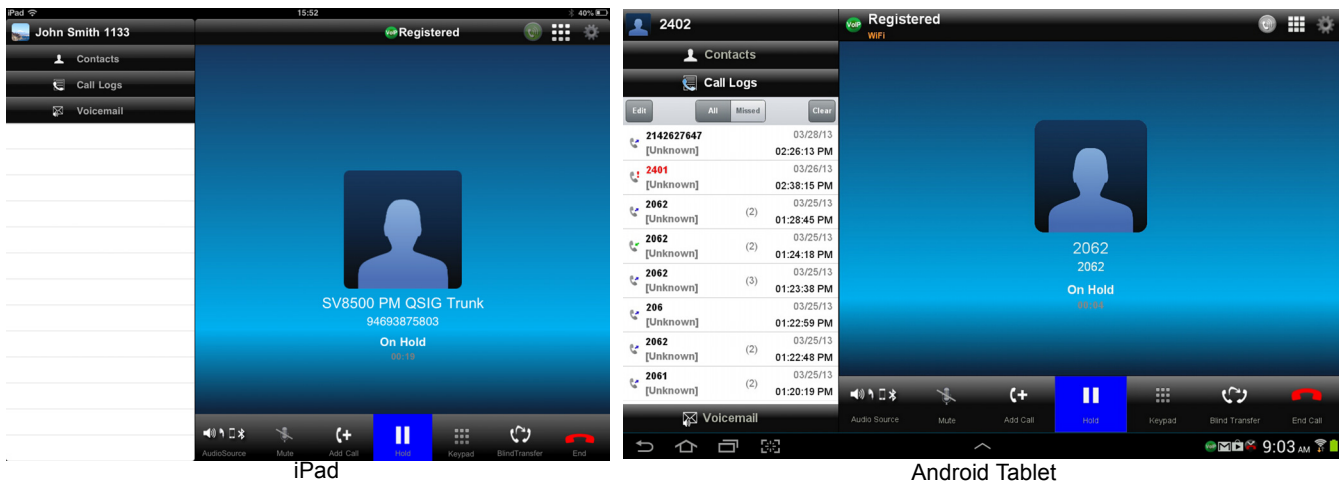 iPad 15:52 40%
John Smith 1133
VoIP Registered
Contacts
Call Logs
Voicemail
SV8500 PM QSIG Trunk
94693875803
On Hold
00:19
AudioSource Mute Add Call Hold Keypad BlindTransfer End
iPad
2402
VoIP Registered
WiFi
Contacts
Call Logs
Edit All Missed Clear
2142627647 03/28/13
[Unknown] 02:26:13 PM
2401 03/26/13
[Unknown] 02:38:15 PM
2062 (2) 03/25/13
[Unknown] 01:28:45 PM
2062 (2) 03/25/13
[Unknown] 01:24:18 PM
2062 (3) 03/25/13
[Unknown] 01:23:38 PM
206 03/25/13
[Unknown] 01:22:59 PM
2062 (2) 03/25/13
[Unknown] 01:22:48 PM
2061 (2) 03/25/13
[Unknown] 01:20:19 PM
Voicemail
2062
2062
On Hold
00:04
Audio Source Mute Add Call Hold Keypad Blind Transfer End Call
9:03 AM
Android Tablet